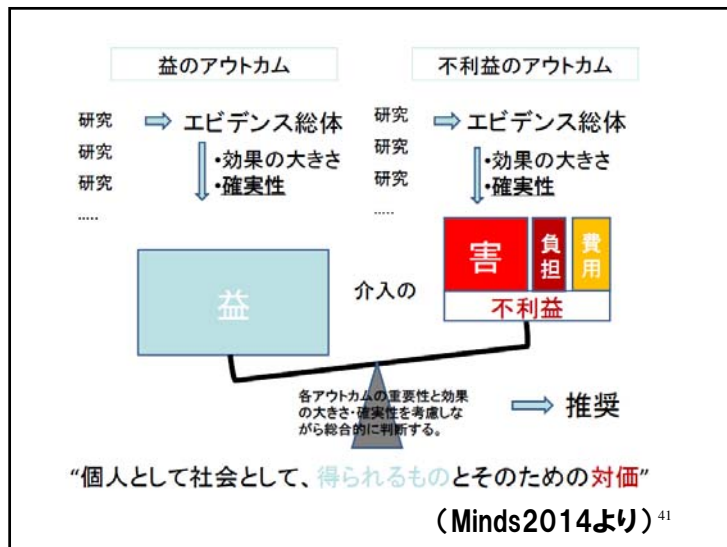 益のアウトカム
研究
研究
研究
.....
エビデンス総体
・効果の大きさ
・確実性
益
不利益のアウトカム
研究
研究
研究
.....
エビデンス総体
・効果の大きさ
・確実性
害
負担
費用
不利益
介入の
各アウトカムの重要性と効果
の大きさ・確実性を考慮しな
がら総合的に判断する。
推奨
“個人として社会として、得られるものとそのための対価”
（Minds2014より）
41